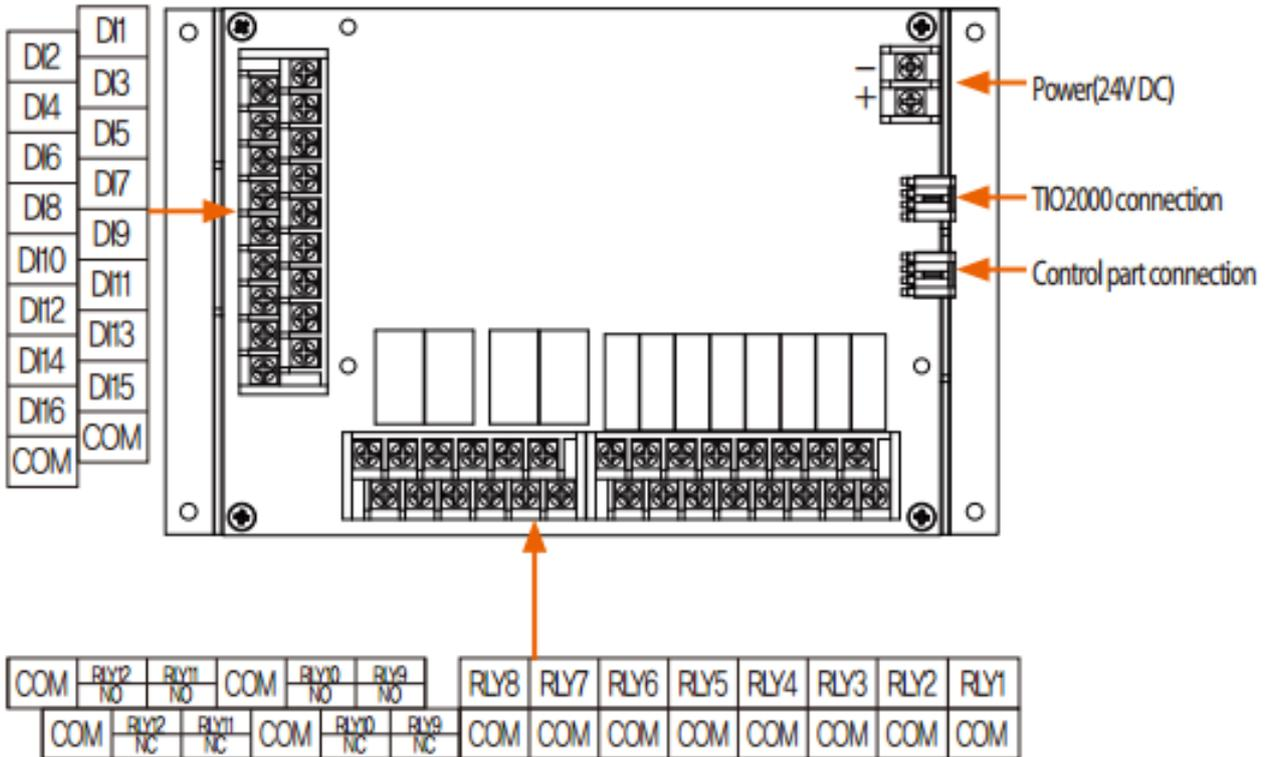 DI1
DI2
DI3
DI4
DI5
DI6
DI7
DI8
DI9
DI10
DI11
DI12
DI13
DI14
DI15
DI16
COM
COM
−
+
Power(24V DC)
TIO2000 connection
Control part connection
COM RLY12 NO RLY11 NO COM RLY10 NO RLY9 NO RLY8 RLY7 RLY6 RLY5 RLY4 RLY3 RLY2 RLY1
COM RLY12 NC RLY11 NC COM RLY10 NC RLY9 NC COM COM COM COM COM COM COM COM